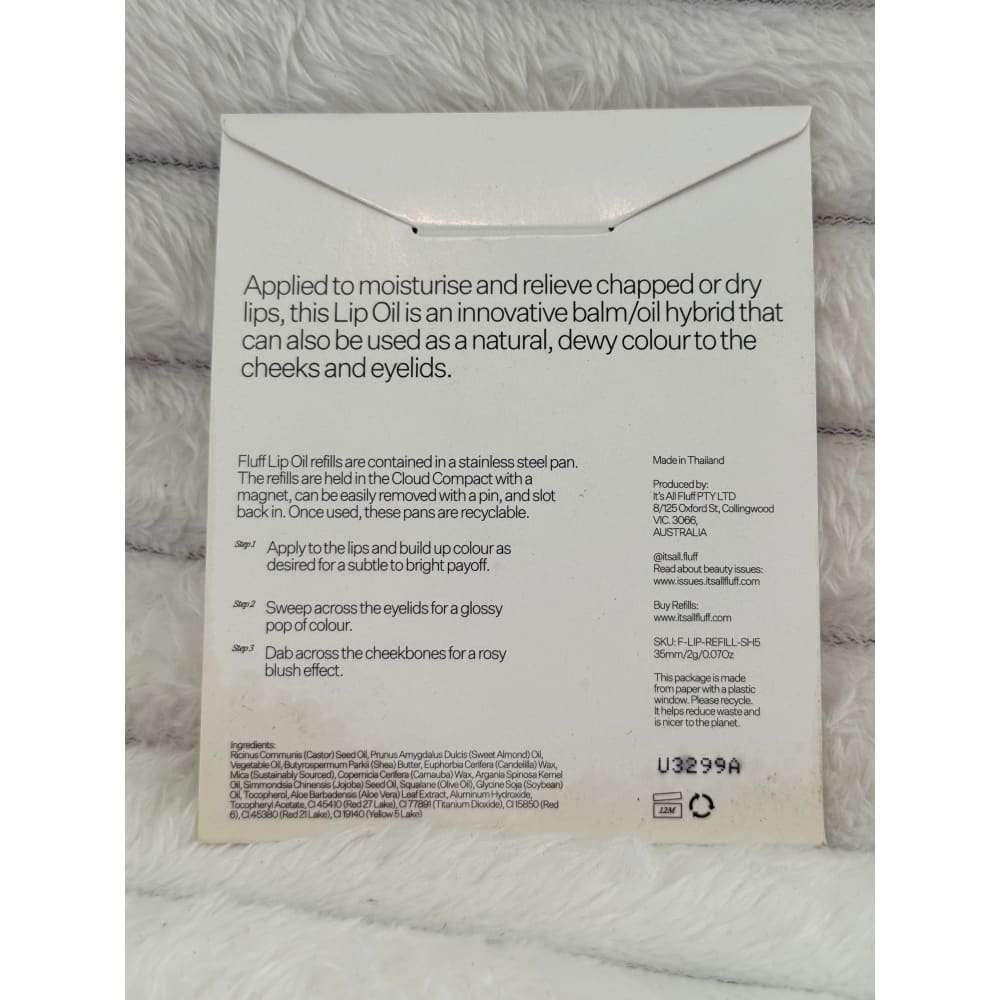 Applied to moisturise and relieve chapped or dry
lips, this Lip Oil is an innovative balm/oil hybrid that
can also be used as a natural, dewy colour to the
cheeks and eyelids.
Fluff Lip Oil refills are contained in a stainless steel pan.
The refills are held in the Cloud Compact with a
magnet, can be easily removed with a pin, and slot
back in. Once used, these pans are recyclable.
Step 1 Apply to the lips and build up colour as
desired for a subtle to bright payoff.
Step 2 Sweep across the eyelids for a glossy
pop of colour.
Step 3 Dab across the cheekbones for a rosy
blush effect.
Ingredients:
Ricinus Communis (Castor) Seed Oil, Prunus Amygdalus Dulcis (Sweet Almond) Oil,
Vegetable Oil, Butyrospermum Parkii (Shea) Butter, Euphorbia Cerifera (Candelilla) Wax,
Mica (Sustainably Sourced), Copernicia Cerifera (Carnauba) Wax, Argania Spinosa Kernel
Oil, Simmondsia Chinensis (Jojoba) Seed Oil, Squalane (Olive Oil), Glycine Soja (Soybean)
Oil, Tocopherol, Aloe Barbadensis (Aloe Vera) Leaf Extract, Aluminum Hydroxide,
Tocopheryl Acetate, CI 45410 (Red 27 Lake), CI 77891 (Titanium Dioxide), CI 15850 (Red
6), CI 45380 (Red 21 Lake), CI 19140 (Yellow 5 Lake)
Made in Thailand
Produced by:
It's All Fluff PTY LTD
8/125 Oxford St, Collingwood
VIC. 3066,
AUSTRALIA
@itsall.fluff
Read about beauty issues:
www.issues.itsallfluff.com
Buy Refills:
www.itsallfluff.com
SKU: F-LIP-REFILL-SH5
35mm/2g/0.07Oz
This package is made
from paper with a plastic
window. Please recycle.
It helps reduce waste and
is nicer to the planet.
U3299A
12M